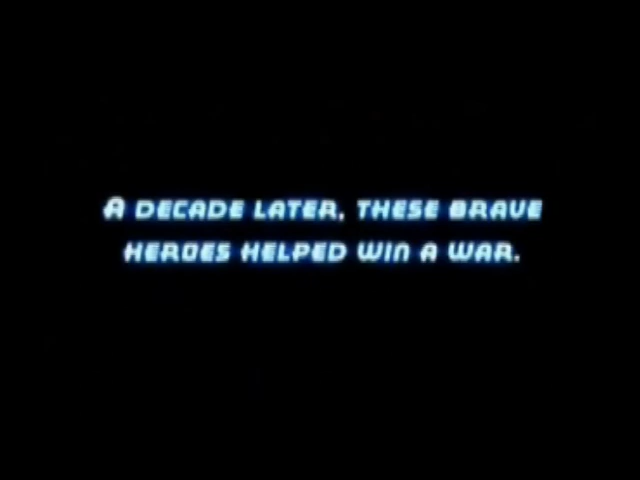 A DECADE LATER, THESE BRAVE
HEROES HELPED WIN A WAR.